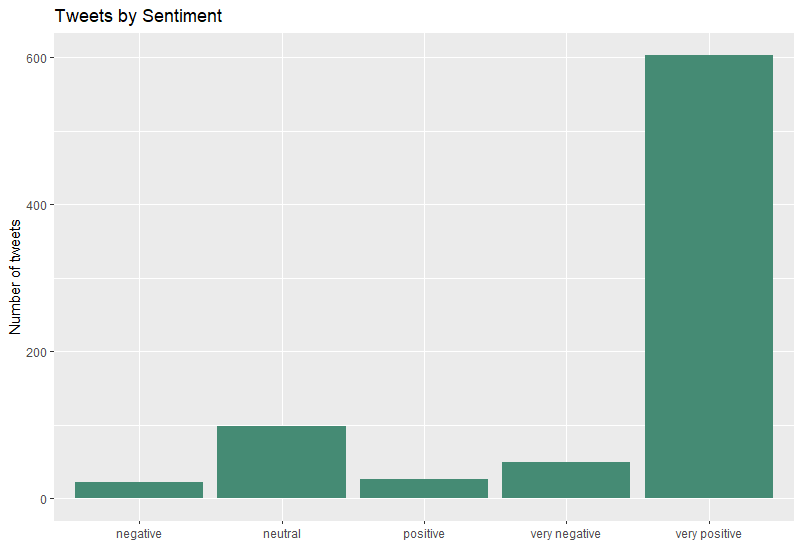 Tweets by Sentiment
Number of tweets
600
400
200
0
negative neutral positive very negative very positive